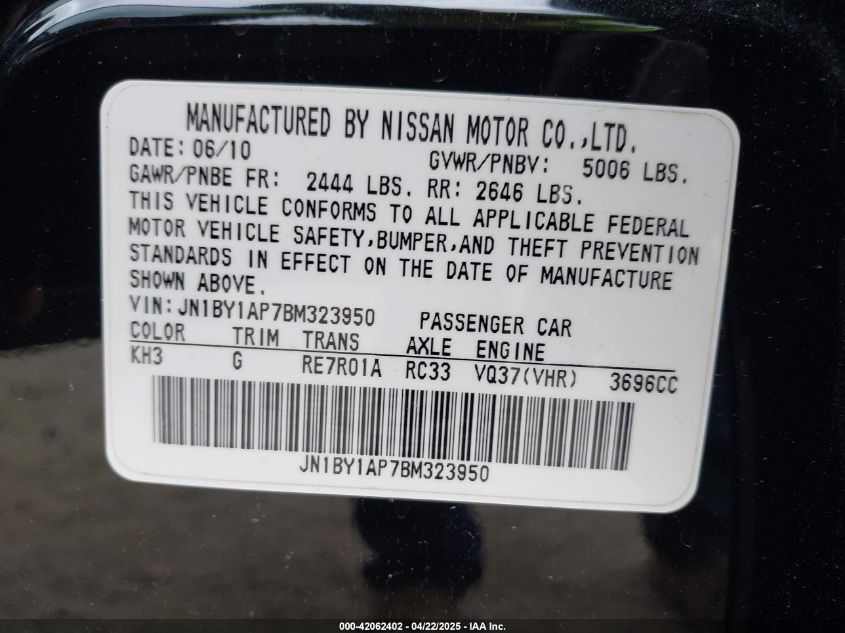 MANUFACTURED BY NISSAN MOTOR CO.,LTD.
DATE: 06/10 GVWR/PNBV: 5006 LBS.
GAWR/PNBE FR: 2444 LBS. RR: 2646 LBS.
THIS VEHICLE CONFORMS TO ALL APPLICABLE FEDERAL
MOTOR VEHICLE SAFETY,BUMPER,AND THEFT PREVENTION
STANDARDS IN EFFECT ON THE DATE OF MANUFACTURE
SHOWN ABOVE.
VIN:JN1BY1AP7BM323950 PASSENGER CAR
COLOR TRIM TRANS AXLE ENGINE
KH3 G RE7R01A RC33 VQ37(VHR) 3696CC
JN1BY1AP7BM323950
000-42062402 - 04/22/2025 - IAA Inc.